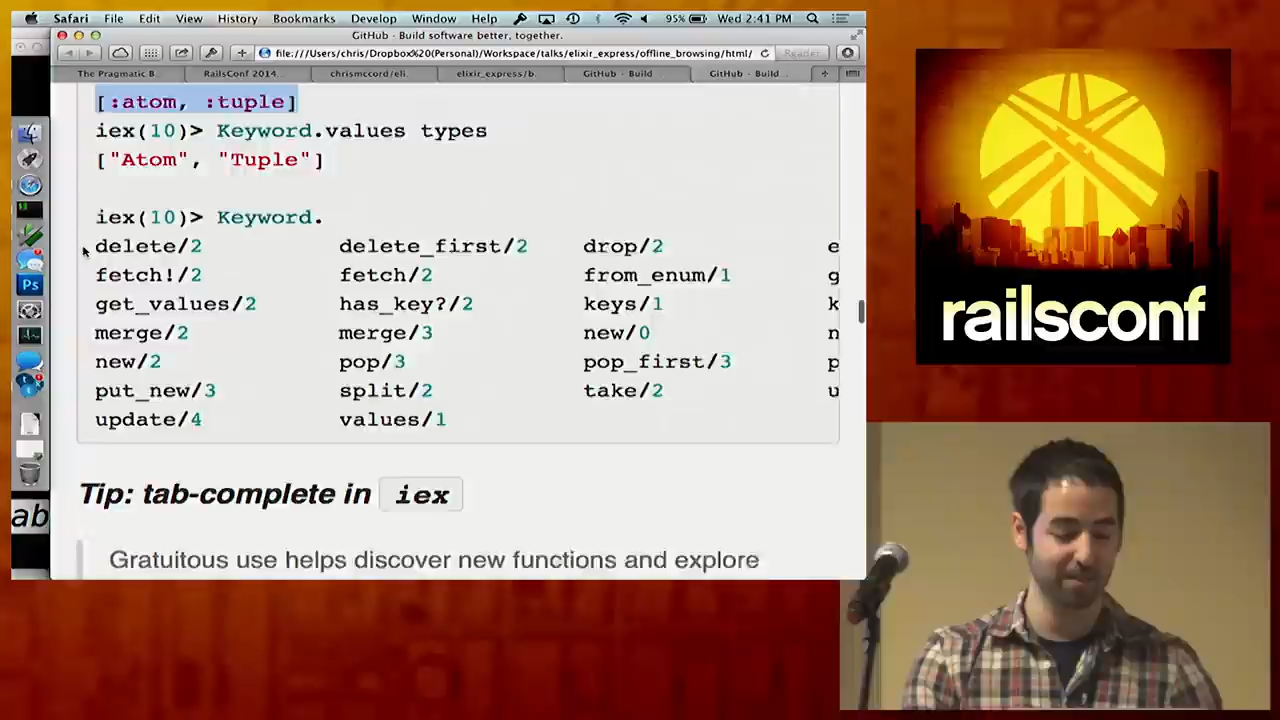 Safari File Edit View History Bookmarks Develop Window Help 95% Wed 2:41 PM
GitHub · Build software better, together.
file:///Users/chris/Dropbox%20(Personal)/Workspace/talks/elixir_express/offline_browsing/html/ Reader
The Pragmatic B... RailsConf 2014... chrismccord/eli... elixir_express/b... GitHub · Build... GitHub · Build...
[:atom, :tuple]
iex(10)> Keyword.values types
["Atom", "Tuple"]
iex(10)> Keyword.
delete/2 delete_first/2 drop/2 e
fetch!/2 fetch/2 from_enum/1 g
get_values/2 has_key?/2 keys/1 k
merge/2 merge/3 new/0 n
new/2 pop/3 pop_first/3 p
put_new/3 split/2 take/2 u
update/4 values/1
Tip: tab-complete in iex
Gratuitous use helps discover new functions and explore
ab
Ps
railsconf